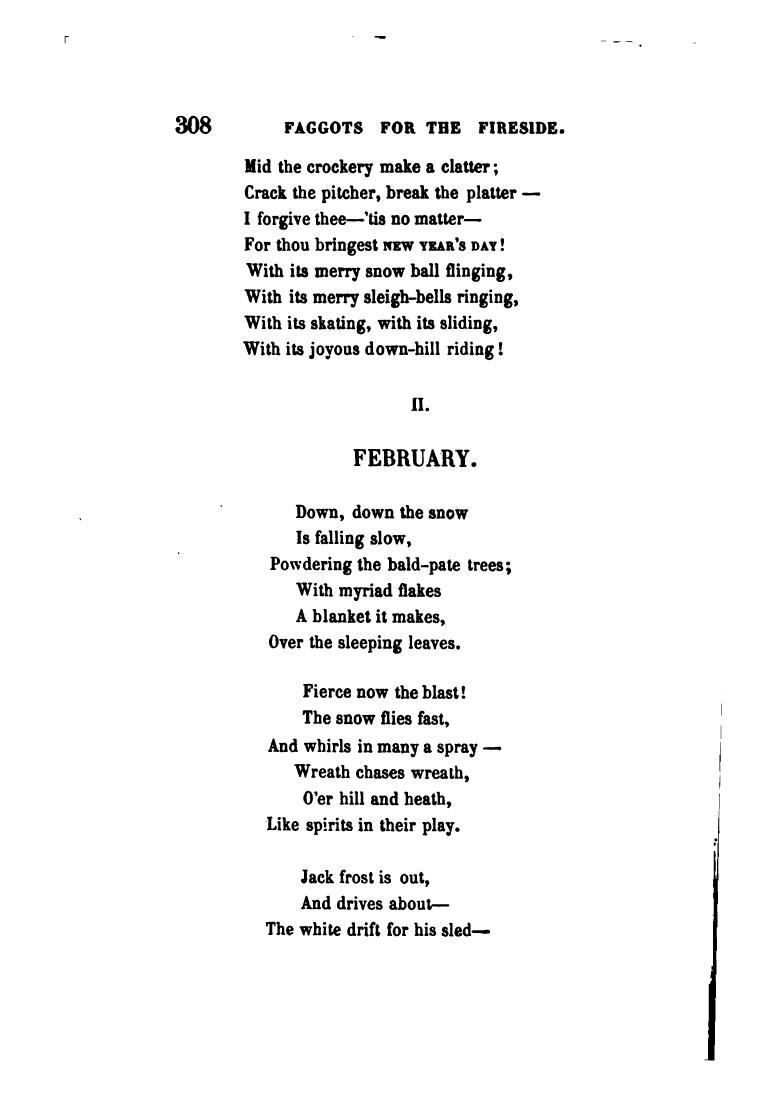 308 FAGGOTS FOR THE FIRESIDE.
Mid the crockery make a clatter;
Crack the pitcher, break the platter —
I forgive thee—'tis no matter—
For thou bringest NEW YEAR'S DAY!
With its merry snow ball flinging,
With its merry sleigh-bells ringing,
With its skating, with its sliding,
With its joyous down-hill riding!
II.
FEBRUARY.
Down, down the snow
Is falling slow,
Powdering the bald-pate trees;
With myriad flakes
A blanket it makes,
Over the sleeping leaves.
Fierce now the blast!
The snow flies fast,
And whirls in many a spray —
Wreath chases wreath,
O'er hill and heath,
Like spirits in their play.
Jack frost is out,
And drives about—
The white drift for his sled—